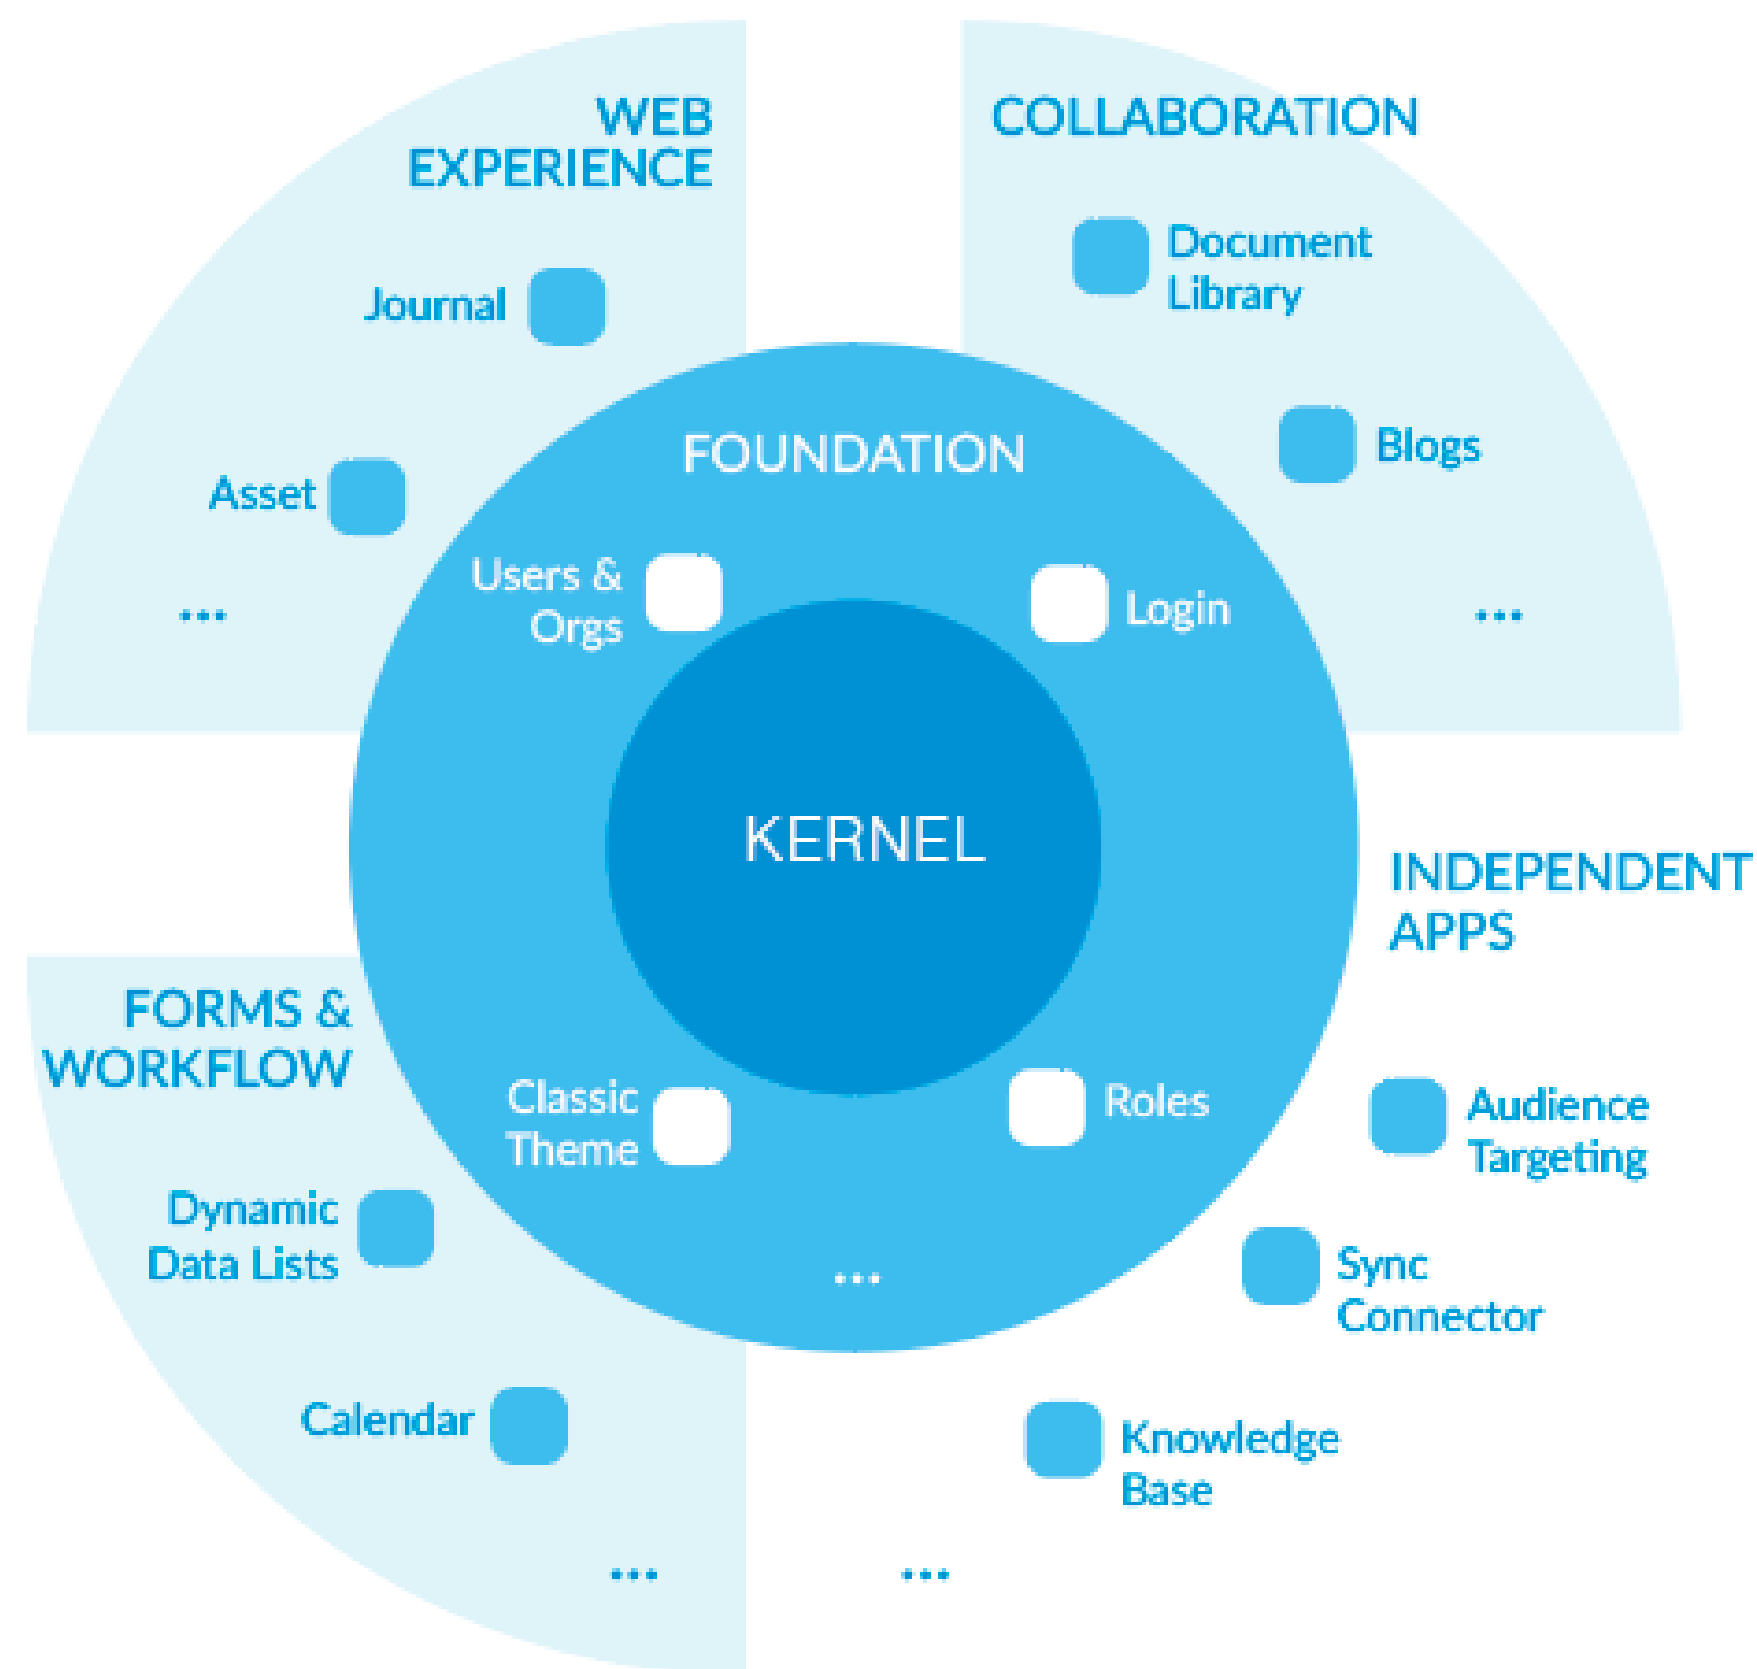 WEB
EXPERIENCE
Journal
Asset
...
COLLABORATION
Document
Library
Blogs
...
FOUNDATION
Users &
Orgs
Login
KERNEL
Classic
Theme
Roles
...
FORMS &
WORKFLOW
Dynamic
Data Lists
Calendar
...
INDEPENDENT
APPS
Audience
Targeting
Sync
Connector
Knowledge
Base
...